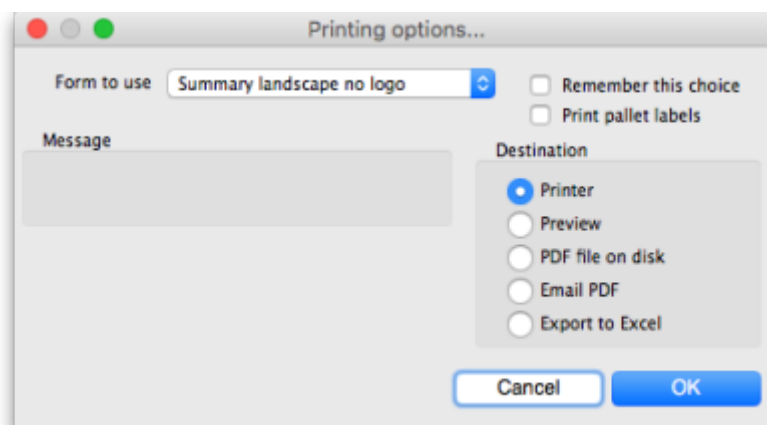 Printing options...
Form to use Summary landscape no logo
Remember this choice
Print pallet labels
Message
Destination
Printer
Preview
PDF file on disk
Email PDF
Export to Excel
Cancel OK